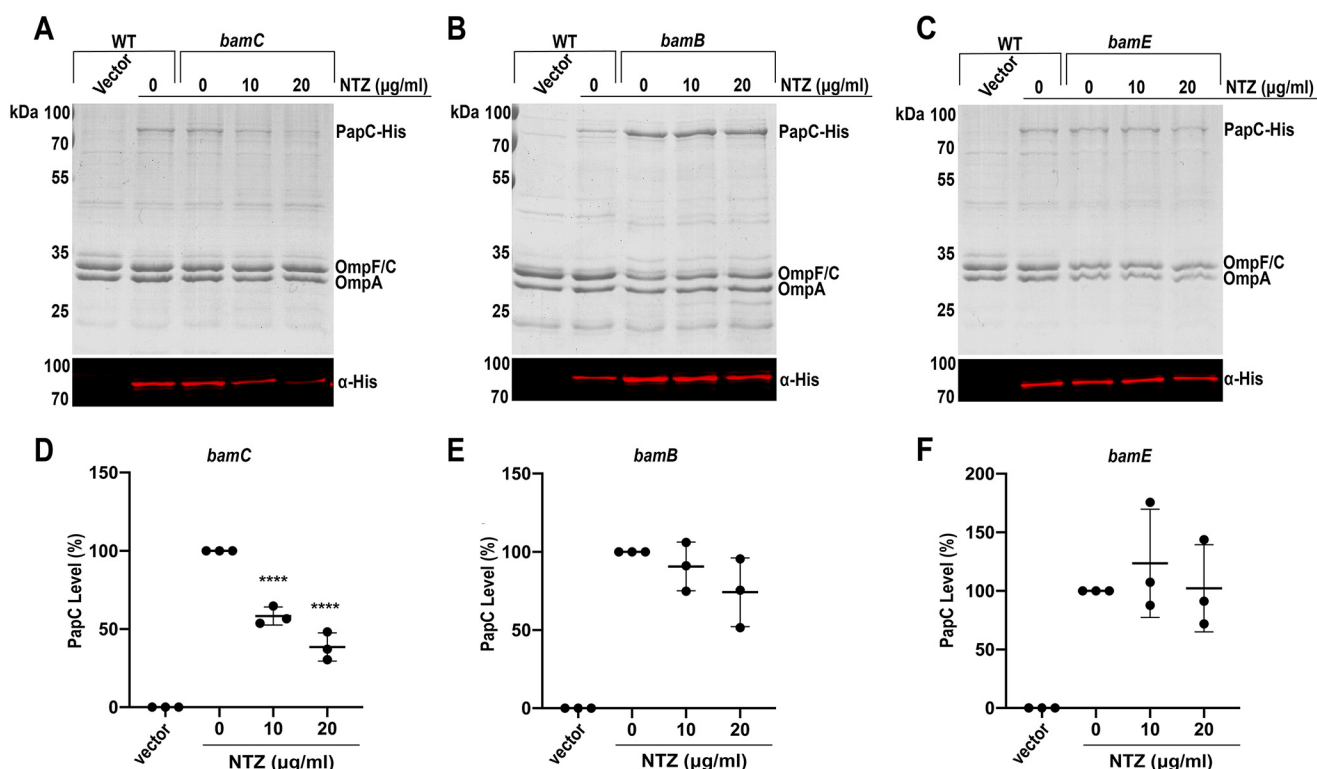 A
WT
bamC
Vector
0
0
10
20
NTZ (µg/ml)
kDa
100
70
55
35
25
PapC-His
OmpF/C
OmpA
100
70
α-His
B
WT
bamB
Vector
0
0
10
20
NTZ (µg/ml)
kDa
100
70
55
35
25
PapC-His
OmpF/C
OmpA
100
70
α-His
C
WT
bamE
Vector
0
0
10
20
NTZ (µg/ml)
kDa
100
70
55
35
25
PapC-His
OmpF/C
OmpA
100
70
α-His
D
bamC
PapC Level (%)
150
100
50
0
****
****
vector
0
10
20
NTZ (µg/ml)
E
bamB
PapC Level (%)
150
100
50
0
vector
0
10
20
NTZ (µg/ml)
F
bamE
PapC Level (%)
200
150
100
50
0
vector
0
10
20
NTZ (µg/ml)